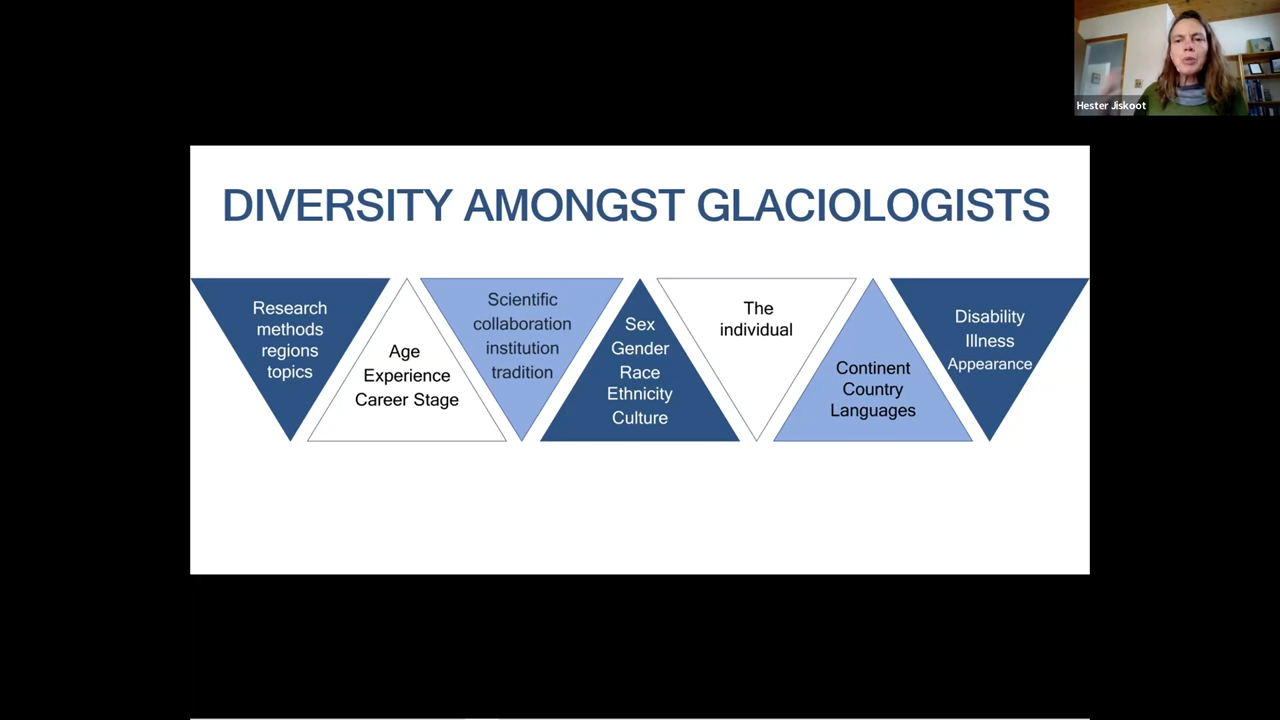 Hester Jiskoot
DIVERSITY AMONGST GLACIOLOGISTS
Research
methods
regions
topics
Age
Experience
Career Stage
Scientific
collaboration
institution
tradition
Sex
Gender
Race
Ethnicity
Culture
The
individual
Continent
Country
Languages
Disability
Illness
Appearance